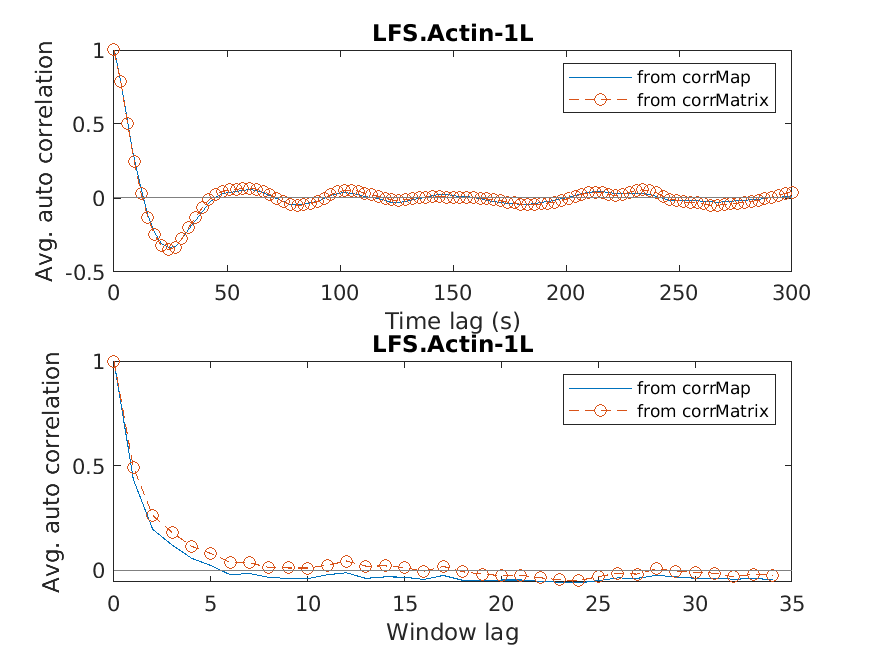 LFS.Actin-1L
Avg. auto correlation
1
0.5
0
-0.5
from corrMap
from corrMatrix
0 50 100 150 200 250 300
Time lag (s)
LFS.Actin-1L
Avg. auto correlation
1
0.5
0
from corrMap
from corrMatrix
0 5 10 15 20 25 30 35
Window lag